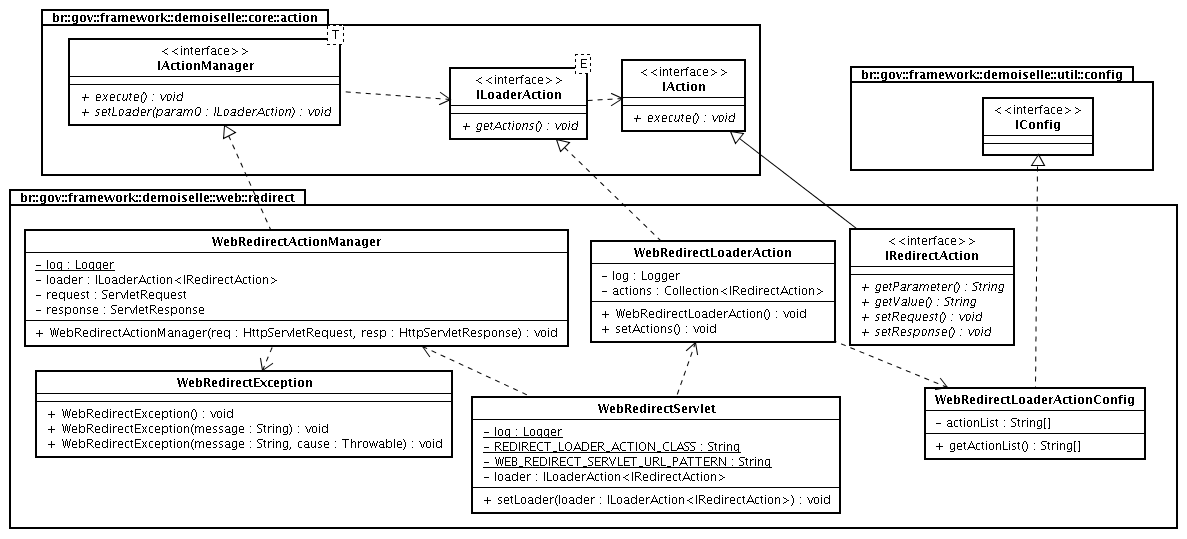 br::gov::framework::demoiselle::core::action
T
<<interface>>
IActionManager
+ execute() : void
+ setLoader(param0 : ILoaderAction) : void
E
<<interface>>
ILoaderAction
+ getActions() : void
<<interface>>
IAction
+ execute() : void
br::gov::framework::demoiselle::util::config
<<interface>>
IConfig
br::gov::framework::demoiselle::web::redirect
WebRedirectActionManager
- log : Logger
- loader : ILoaderAction<IRedirectAction>
- request : ServletRequest
- response : ServletResponse
+ WebRedirectActionManager(req : HttpServletRequest, resp : HttpServletResponse) : void
WebRedirectLoaderAction
- log : Logger
- actions : Collection<IRedirectAction>
+ WebRedirectLoaderAction() : void
+ setActions() : void
<<interface>>
IRedirectAction
+ getParameter() : String
+ getValue() : String
+ setRequest() : void
+ setResponse() : void
WebRedirectException
+ WebRedirectException() : void
+ WebRedirectException(message : String) : void
+ WebRedirectException(message : String, cause : Throwable) : void
WebRedirectServlet
- log : Logger
- REDIRECT_LOADER_ACTION_CLASS : String
- WEB_REDIRECT_SERVLET_URL_PATTERN : String
- loader : ILoaderAction<IRedirectAction>
+ setLoader(loader : ILoaderAction<IRedirectAction>) : void
WebRedirectLoaderActionConfig
- actionList : String[]
+ getActionList() : String[]